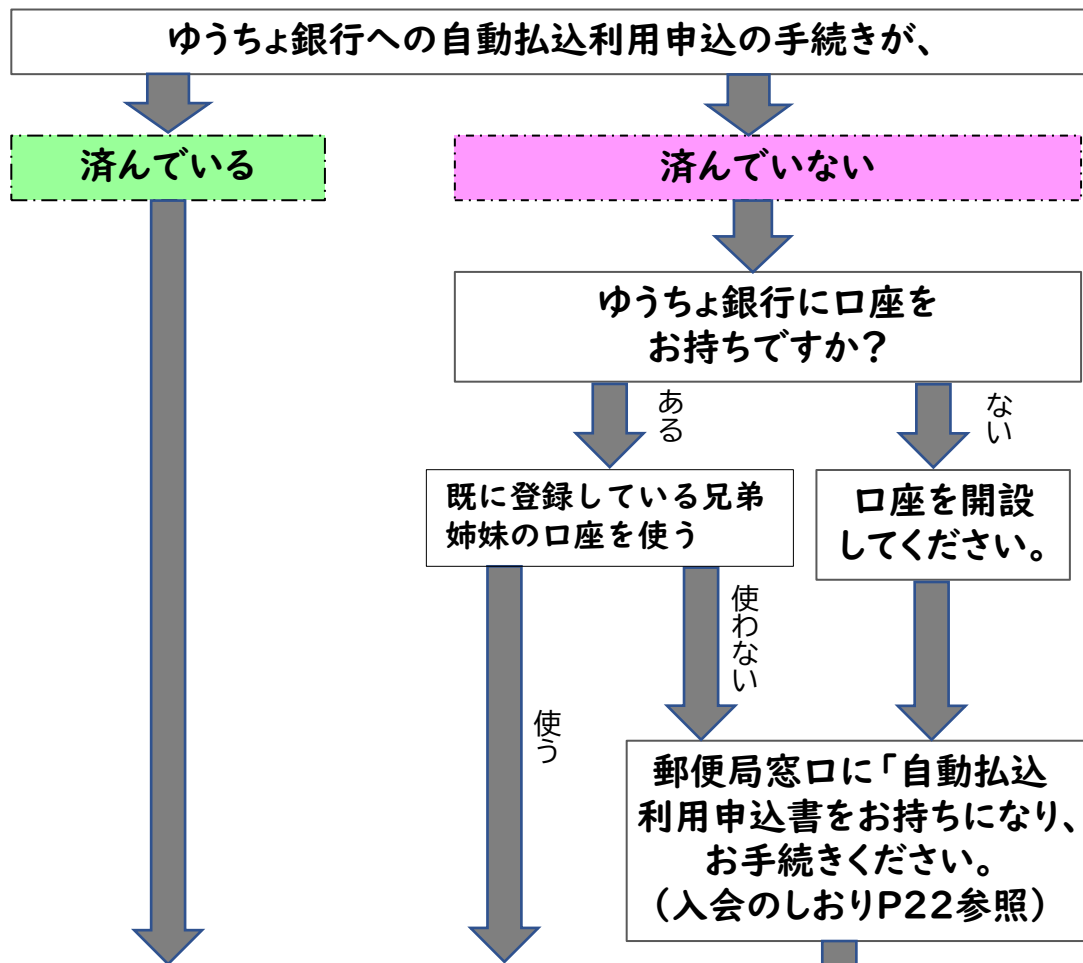 ゆうちょ銀行への自動払込利用申込の手続きが、
済んでいる
済んでいない
ゆうちょ銀行に口座を
お持ちですか?
ある
ない
既に登録している兄弟
姉妹の口座を使う
口座を開設
してください。
使わない
使う
郵便局窓口に「自動払込
利用申込書をお持ちになり、
お手続きください。
(入会のしおりP22参照)